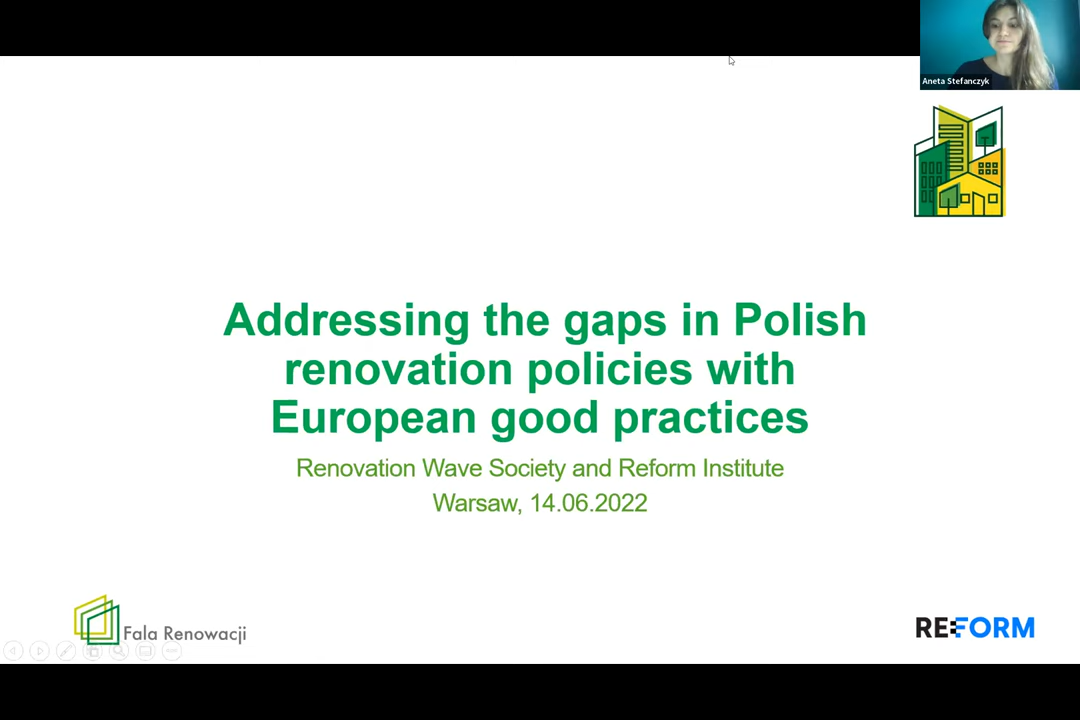 Aneta Stefanczyk
Addressing the gaps in Polish
renovation policies with
European good practices
Renovation Wave Society and Reform Institute
Warsaw, 14.06.2022
Fala Renowacji
REFORM